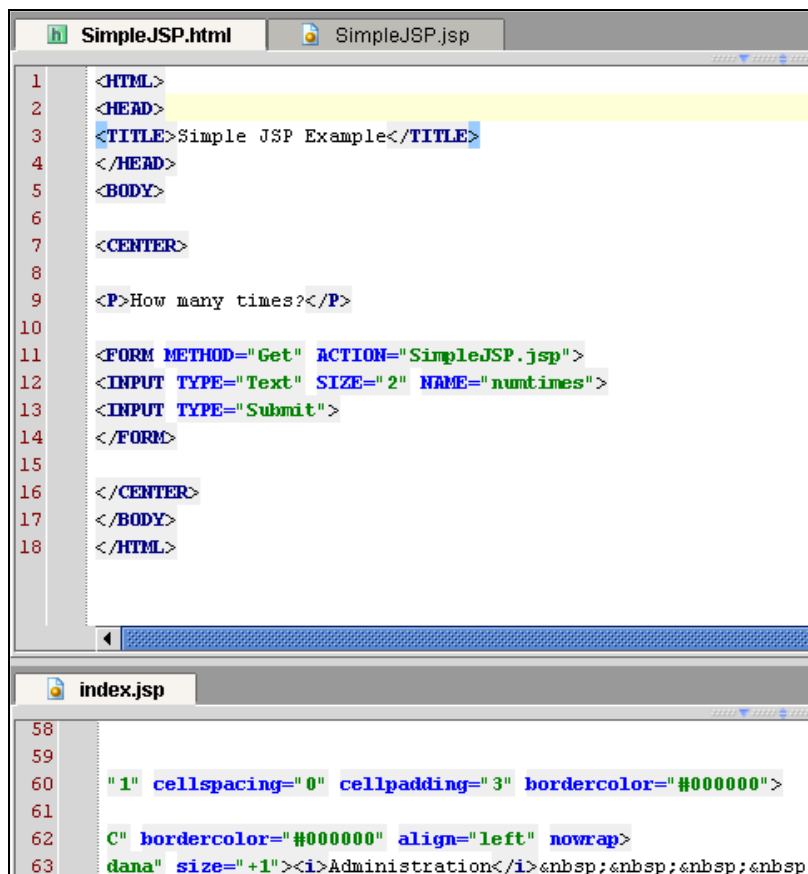 SimpleJSP.html SimpleJSP.jsp
1 <HTML>
2 <HEAD>
3 <TITLE>Simple JSP Example</TITLE>
4 </HEAD>
5 <BODY>
6
7 <CENTER>
8
9 <P>How many times?</P>
10
11 <FORM METHOD="Get" ACTION="SimpleJSP.jsp">
12 <INPUT TYPE="Text" SIZE="2" NAME="numtimes">
13 <INPUT TYPE="Submit">
14 </FORM>
15
16 </CENTER>
17 </BODY>
18 </HTML>
index.jsp
58
59
60 "1" cellspacing="0" cellpadding="3" bordercolor="#000000">
61
62 C" bordercolor="#000000" align="left" nowrap>
63 dana" size="+1"><i>Administration</i>&nbsp;&nbsp;&nbsp;&nbsp